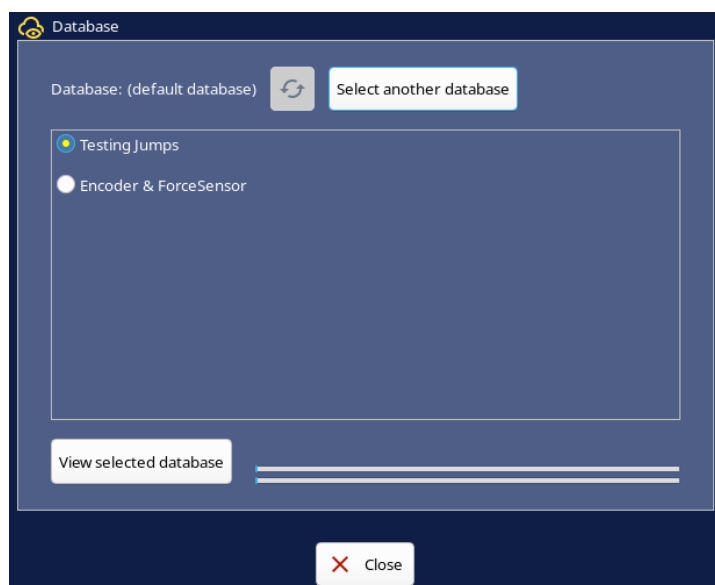 Database
Database: (default database)
Select another database
Testing Jumps
Encoder & ForceSensor
View selected database
Close